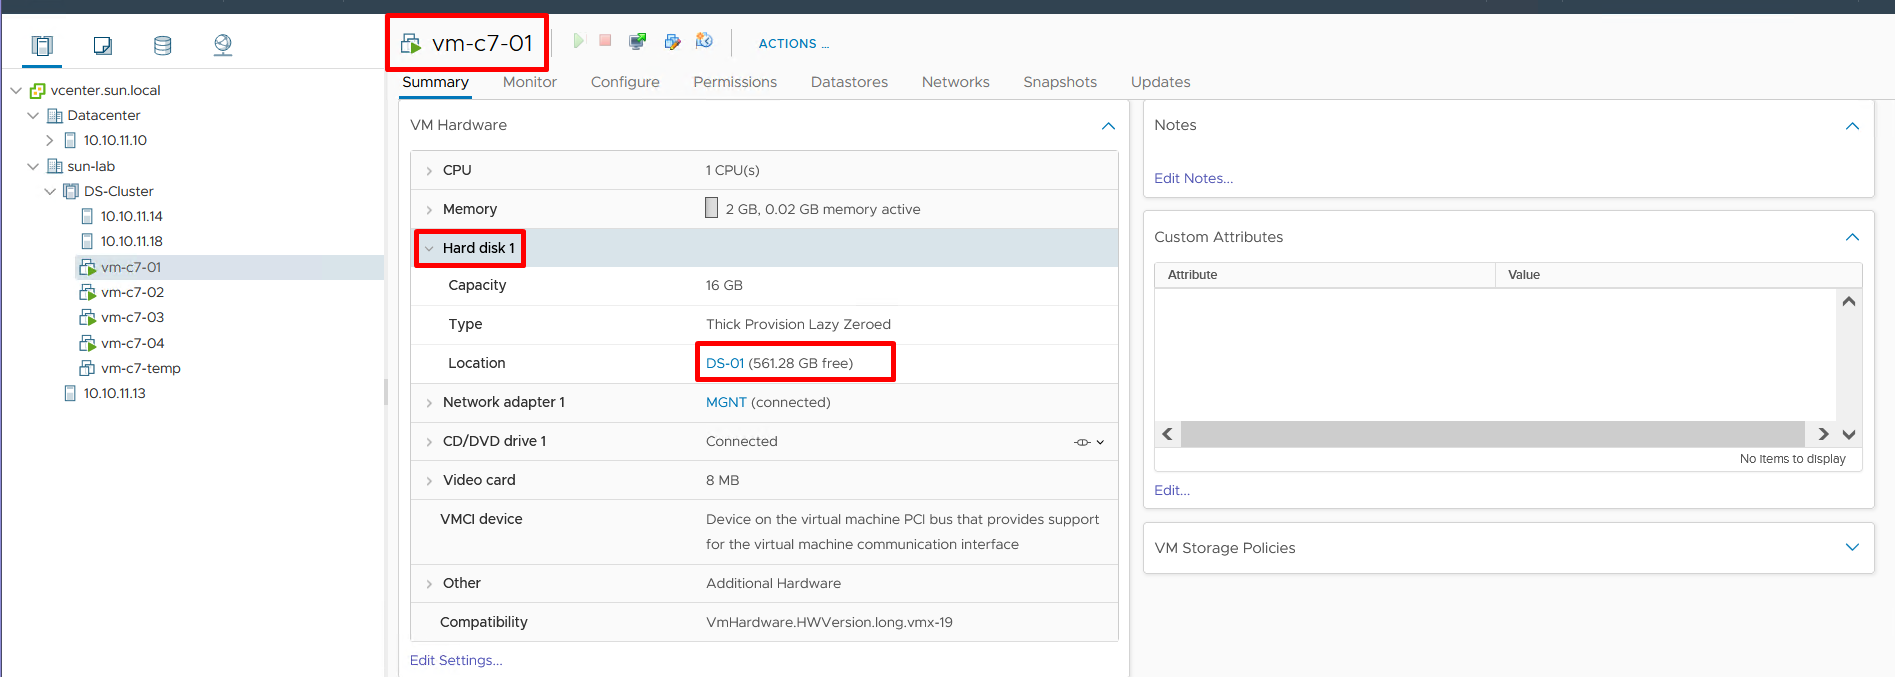 vcenter.sun.local
Datacenter
10.10.11.10
sun-lab
DS-Cluster
10.10.11.14
10.10.11.18
vm-c7-01
vm-c7-02
vm-c7-03
vm-c7-04
vm-c7-temp
10.10.11.13
vm-c7-01
ACTIONS ...
Summary Monitor Configure Permissions Datastores Networks Snapshots Updates
VM Hardware
CPU 1 CPU(s)
Memory 2 GB, 0.02 GB memory active
Hard disk 1
Capacity 16 GB
Type Thick Provision Lazy Zeroed
Location DS-01 (561.28 GB free)
Network adapter 1 MGNT (connected)
CD/DVD drive 1 Connected
Video card 8 MB
VMCI device Device on the virtual machine PCI bus that provides support
for the virtual machine communication interface
Other Additional Hardware
Compatibility VmHardware.HWVersion.long.vmx-19
Edit Settings...
Notes
Edit Notes...
Custom Attributes
Attribute Value
No items to display
Edit...
VM Storage Policies